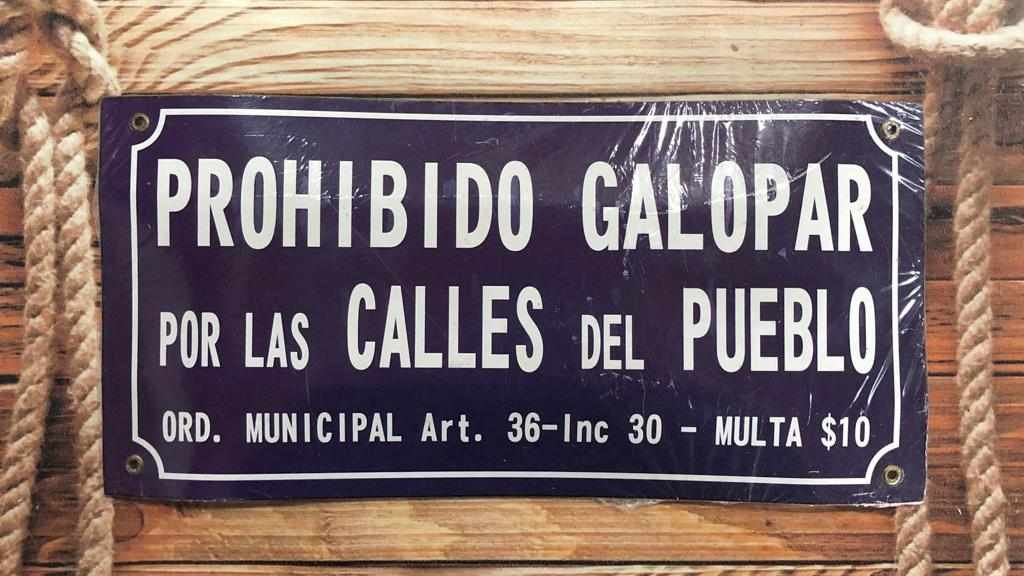 PROHIBIDO GALOPAR
POR LAS CALLES DEL PUEBLO
ORD. MUNICIPAL Art. 36-Inc 30 - MULTA $10